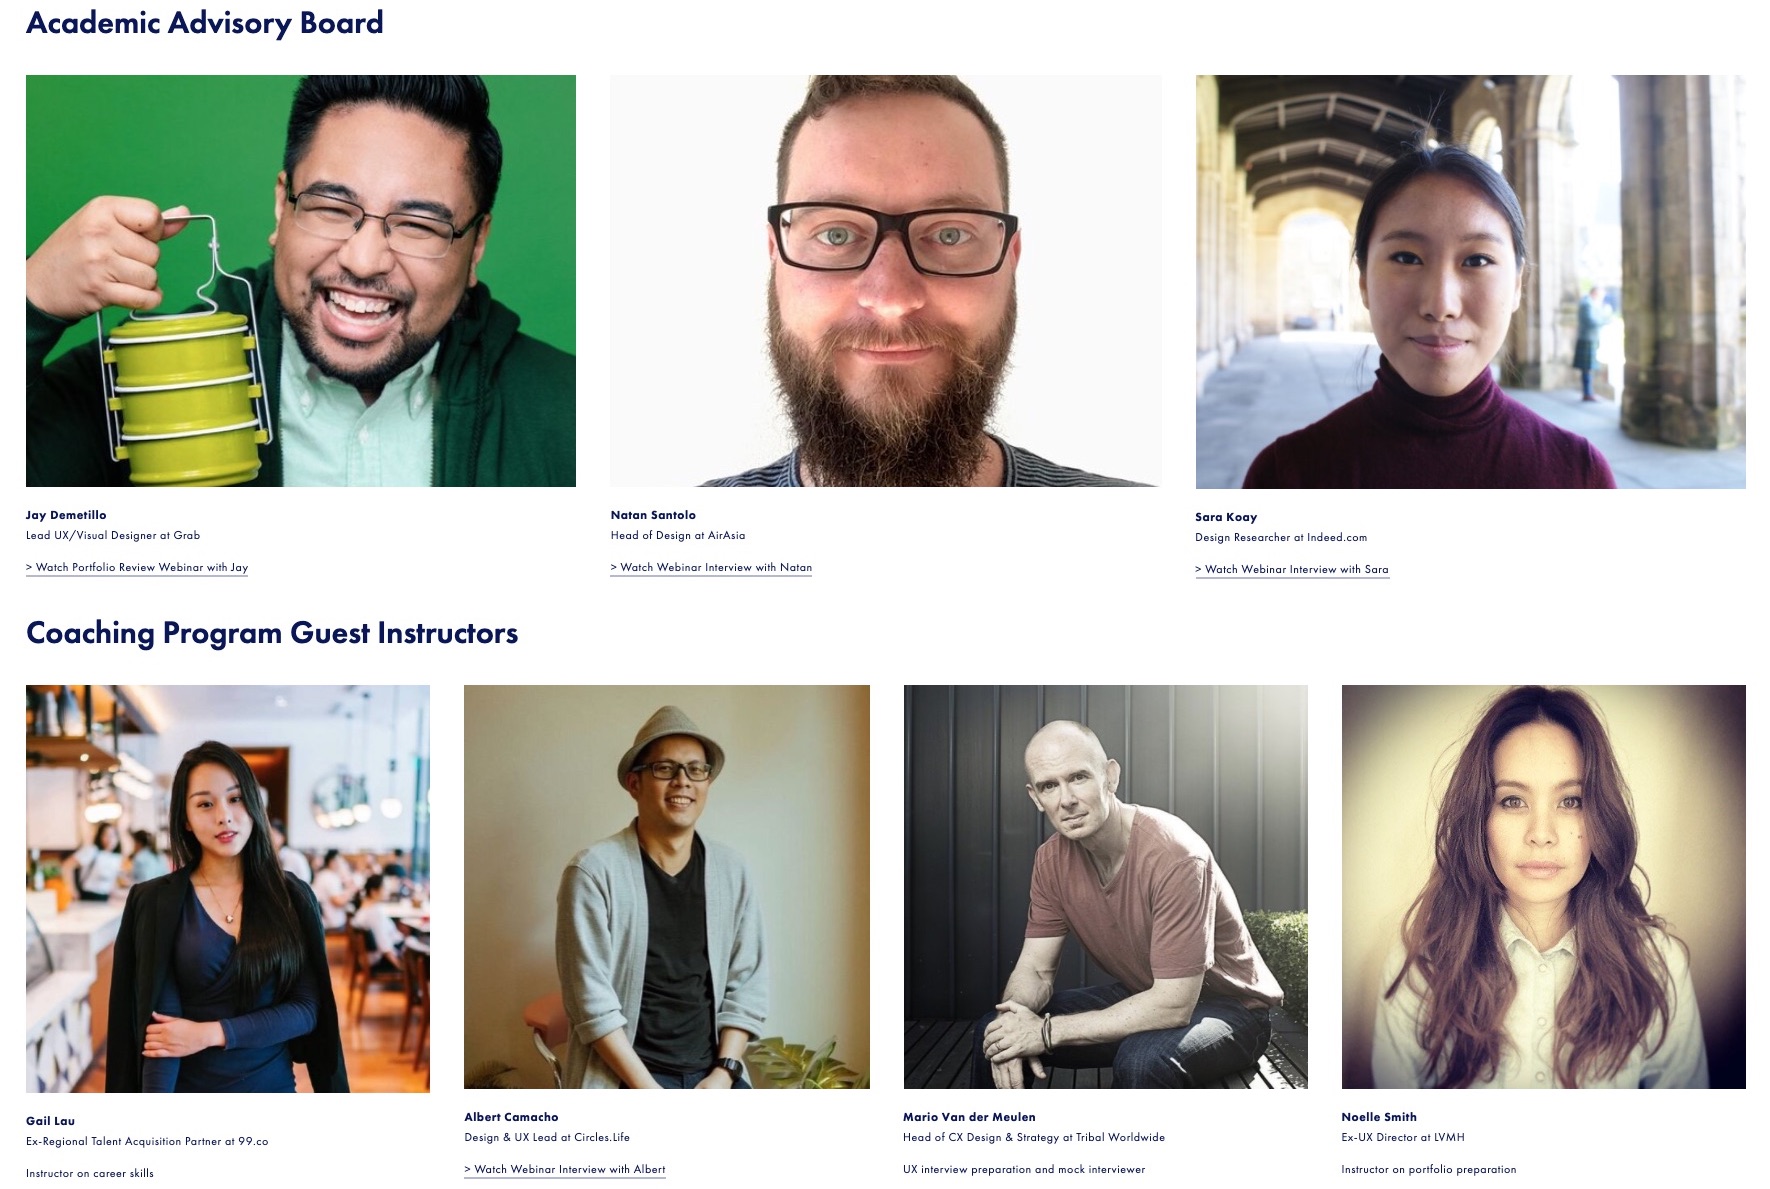 Academic Advisory Board
Jay Demetillo
Lead UX/Visual Designer at Grab
> Watch Portfolio Review Webinar with Jay
Natan Santolo
Head of Design at AirAsia
> Watch Webinar Interview with Natan
Sara Koay
Design Researcher at Indeed.com
> Watch Webinar Interview with Sara
Coaching Program Guest Instructors
Gail Lau
Ex-Regional Talent Acquisition Partner at 99.co
Instructor on career skills
Albert Camacho
Design & UX Lead at Circles.Life
> Watch Webinar Interview with Albert
Mario Van der Meulen
Head of CX Design & Strategy at Tribal Worldwide
UX interview preparation and mock interviewer
Noelle Smith
Ex-UX Director at LVMH
Instructor on portfolio preparation